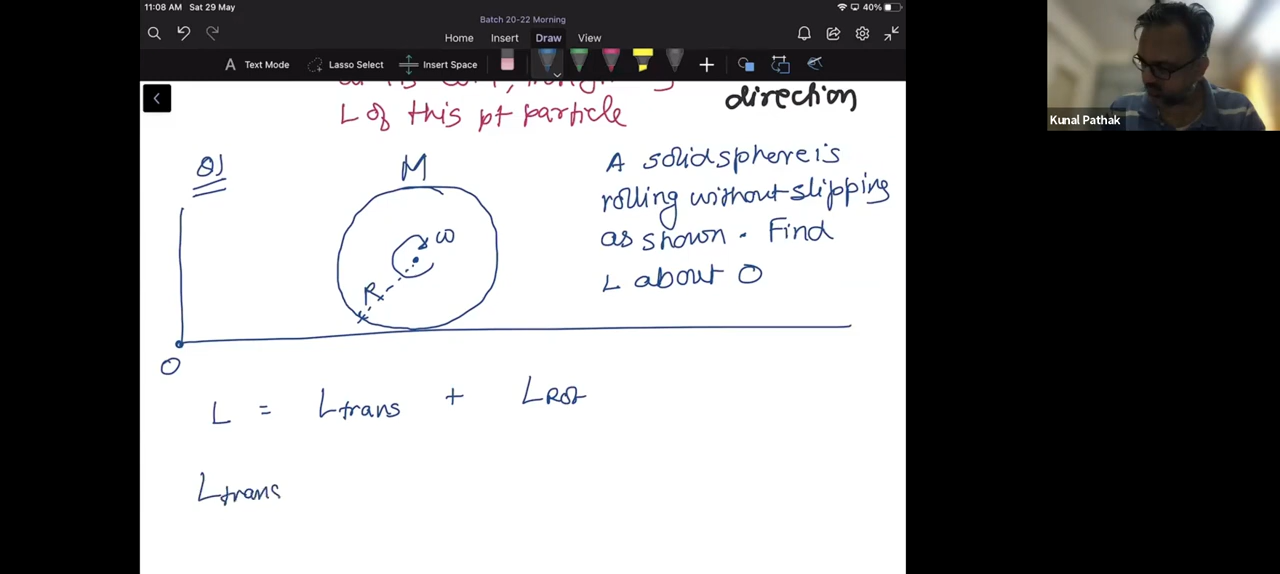 11:08 AM Sat 29 May
40%
Batch 20-22 Morning
Home Insert Draw View
Text Mode Lasso Select Insert Space
direction
L of this pt particle
Kunal Pathak
Q)
M
A solid sphere is
rolling without slipping
as shown. Find
L about O
ω
R
O
L = Ltrans + LRot
Ltrans